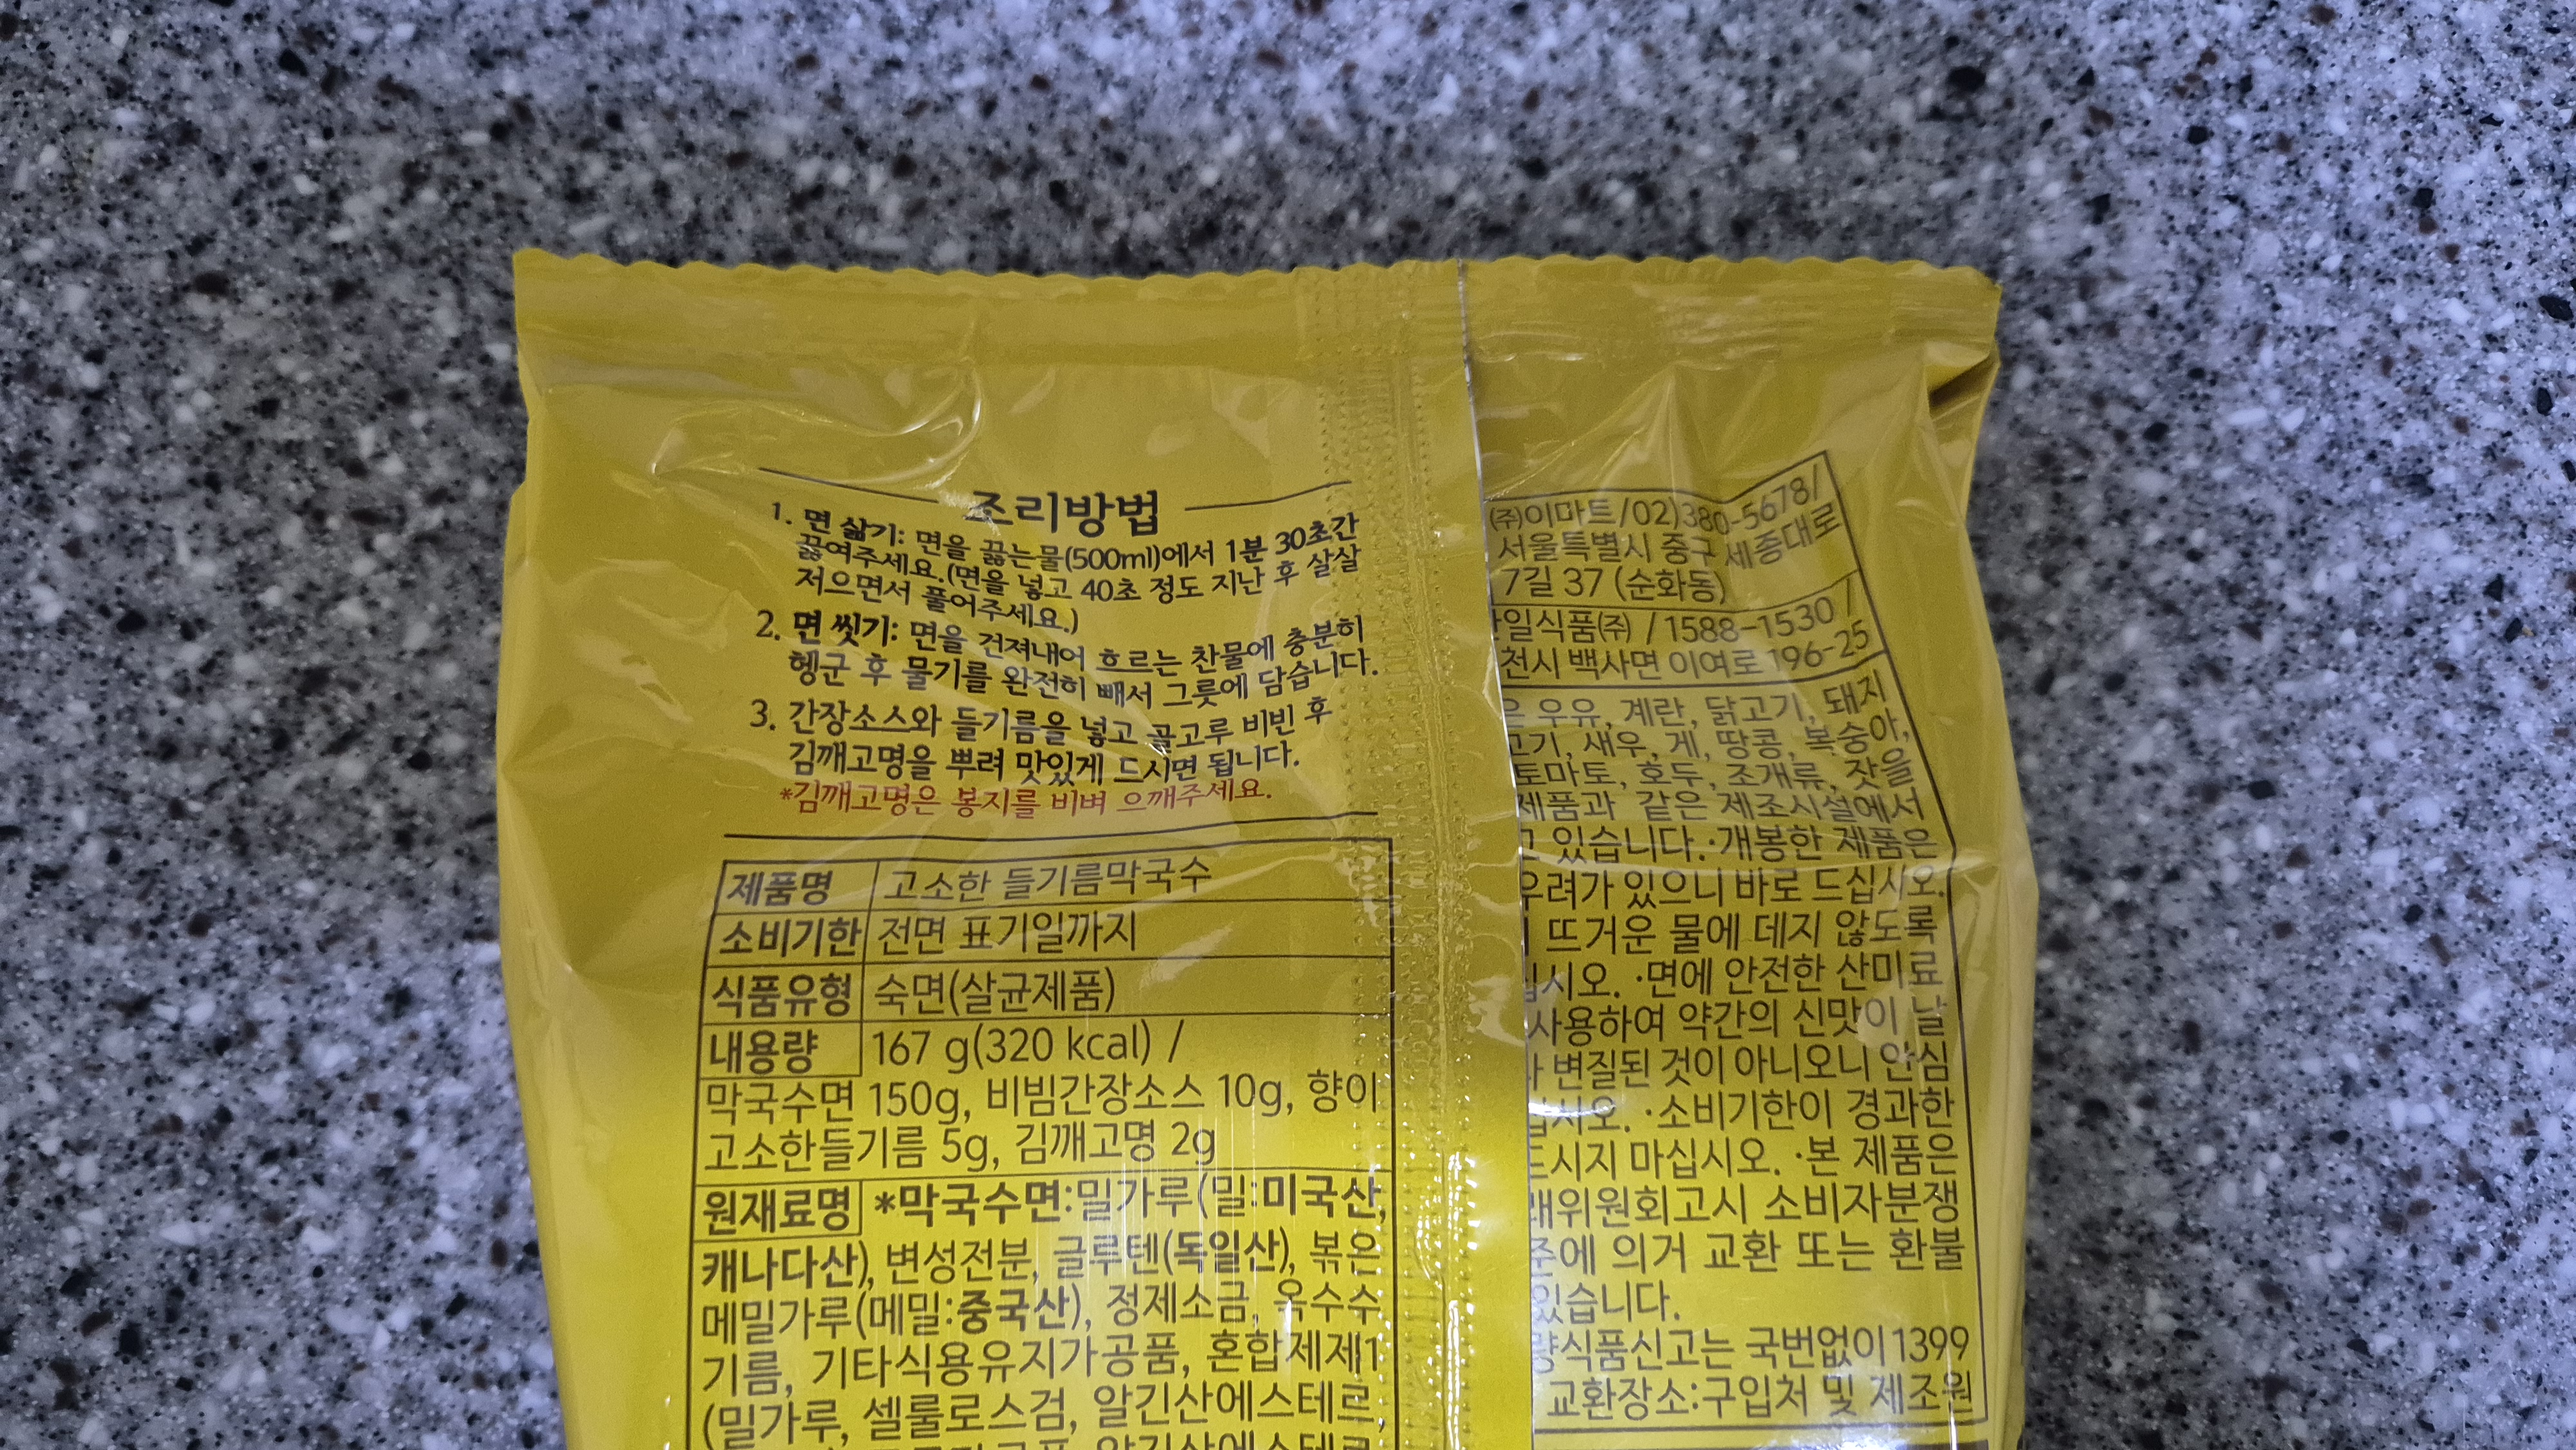 조리방법
1. 면 삶기: 면을 끓는물(500ml)에서 1분 30초간
끓여주세요.(면을 넣고 40초 정도 지난 후 살살
저으면서 풀어주세요.)
2. 면 씻기: 면을 건져내어 흐르는 찬물에 충분히
헹군 후 물기를 완전히 빼서 그릇에 담습니다.
3. 간장소스와 들기름을 넣고 골고루 비빈 후
김깨고명을 뿌려 맛있게 드시면 됩니다.
*김깨고명은 봉지를 비벼 으깨주세요.
제품명 고소한 들기름막국수
소비기한 전면 표기일까지
식품유형 숙면(살균제품)
내용량 167 g(320 kcal) /
막국수면 150g, 비빔간장소스 10g, 향이
고소한들기름 5g, 김깨고명 2g
원재료명 *막국수면:밀가루(밀:미국산,
캐나다산), 변성전분, 글루텐(독일산), 볶은
메밀가루(메밀:중국산), 정제소금, 옥수수
기름, 기타식용유지가공품, 혼합제제1
(밀가루, 셀룰로스검, 알긴산에스테르,
㈜이마트/02)380-5678/
서울특별시 중구 세종대로
7길 37 (순화동)
일식품㈜ / 1588-1530 /
천시 백사면 이여로 196-25
우유, 계란, 닭고기, 돼지
고기, 새우, 게, 땅콩, 복숭아,
토마토, 호두, 조개류, 잣을
제품과 같은 제조시설에서
있습니다.·개봉한 제품은
우려가 있으니 바로 드십시오.
뜨거운 물에 데지 않도록
십시오. ·면에 안전한 산미료
사용하여 약간의 신맛이 날
변질된 것이 아니오니 안심
십시오. ·소비기한이 경과한
드시지 마십시오. ·본 제품은
래위원회고시 소비자분쟁
준에 의거 교환 또는 환불
있습니다.
량식품신고는 국번없이 1399
교환장소:구입처 및 제조원